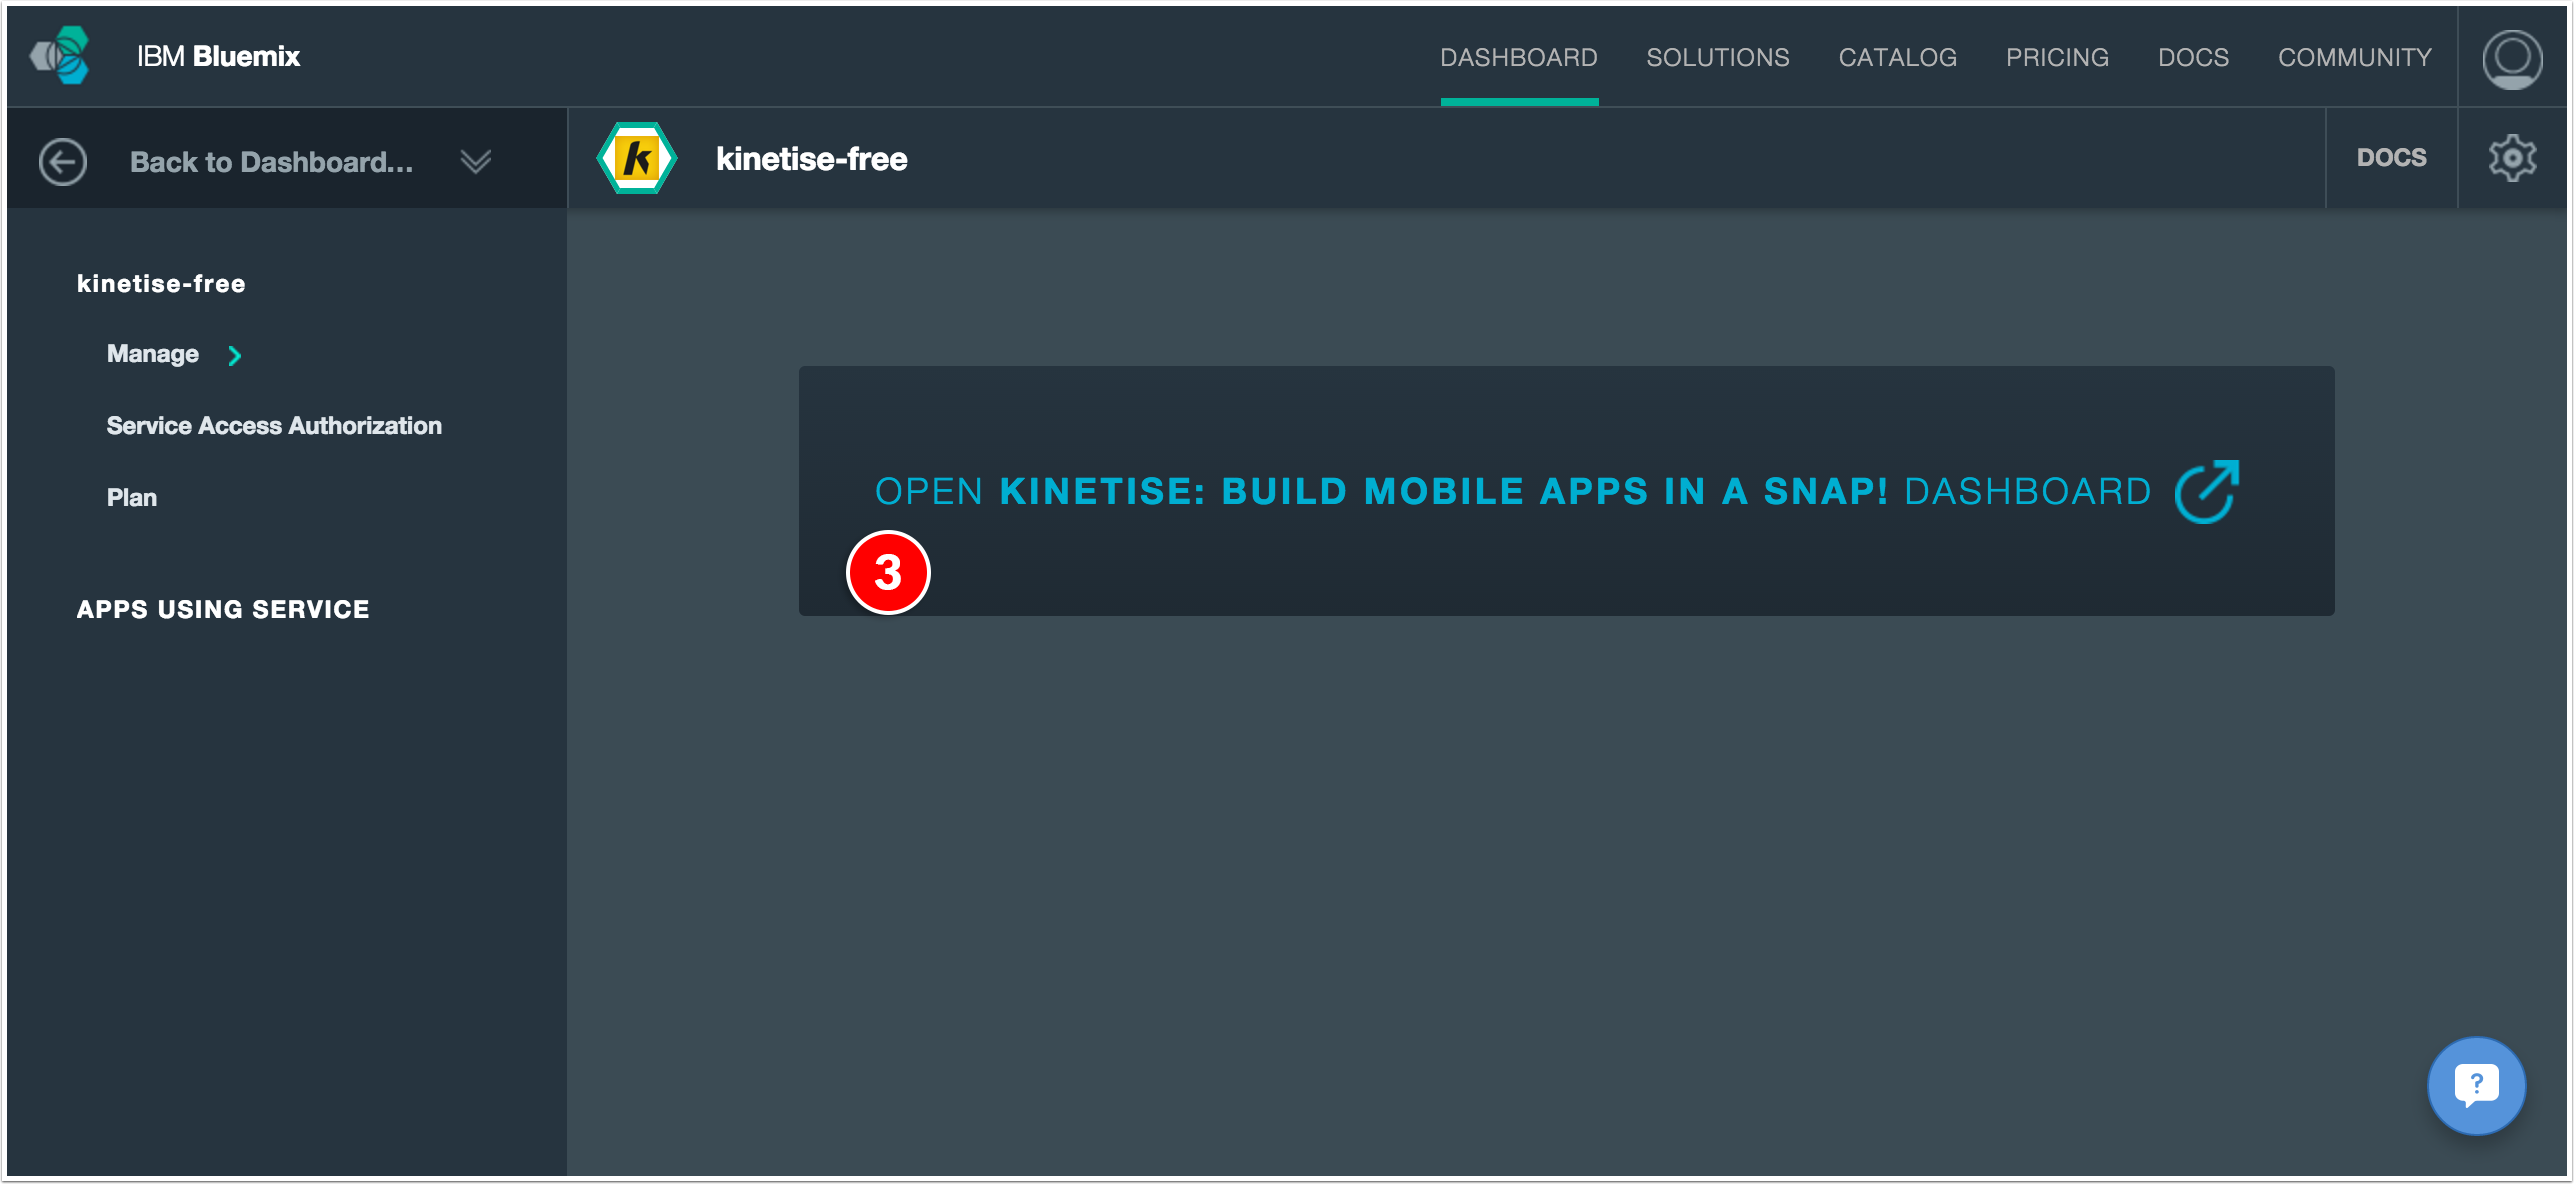 IBM Bluemix
DASHBOARD SOLUTIONS CATALOG PRICING DOCS COMMUNITY
Back to Dashboard...
k kinetise-free
DOCS
kinetise-free
Manage
Service Access Authorization
Plan
APPS USING SERVICE
OPEN KINETISE: BUILD MOBILE APPS IN A SNAP! DASHBOARD
3
?